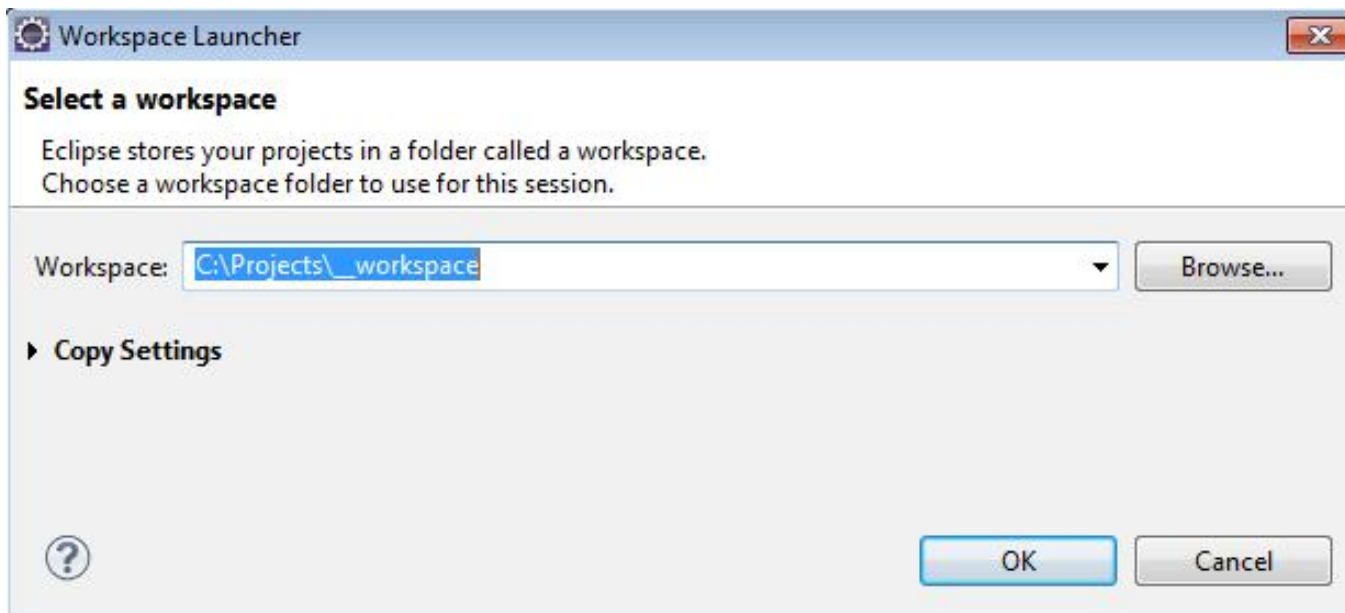 Workspace Launcher
Select a workspace
Eclipse stores your projects in a folder called a workspace.
Choose a workspace folder to use for this session.
Workspace: C:\Projects\__workspace Browse...
Copy Settings
? OK Cancel